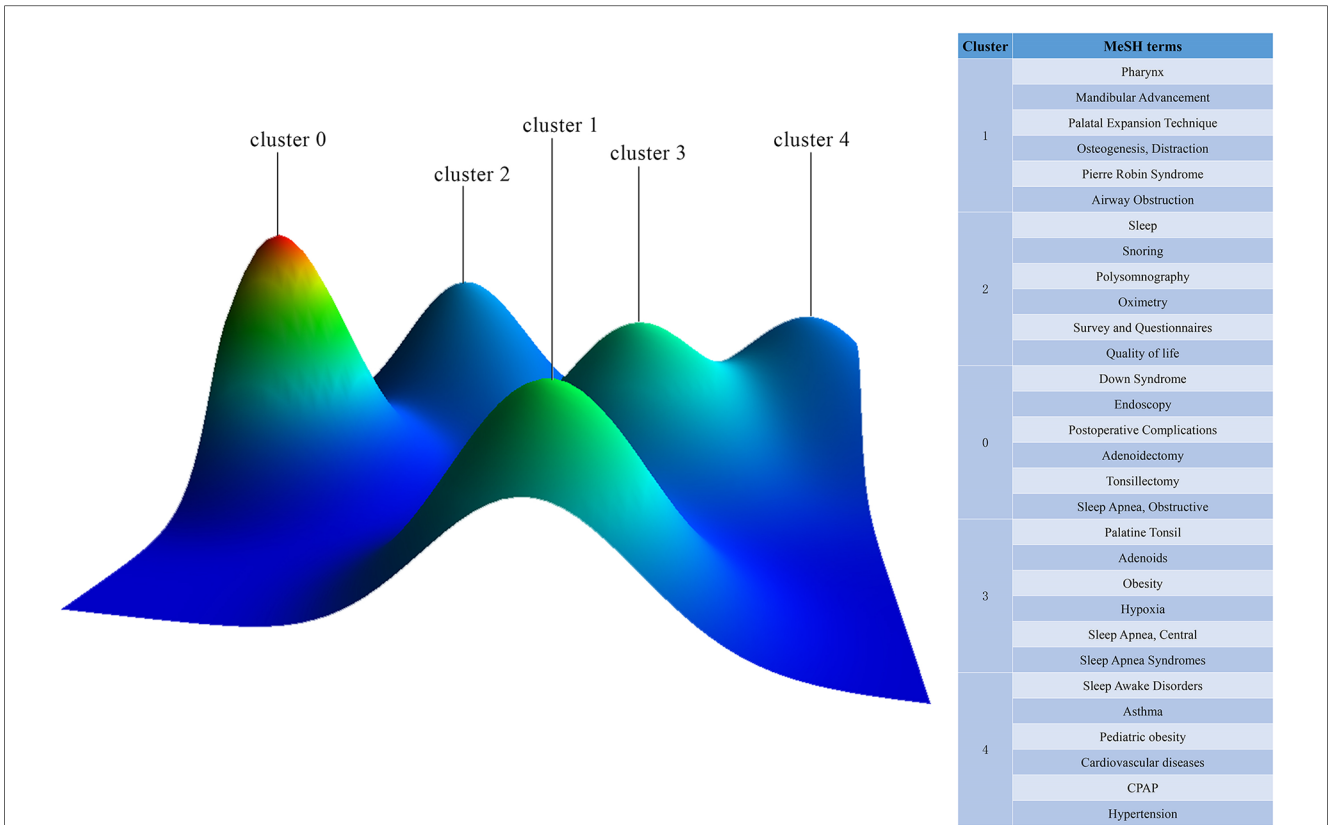 cluster 0
cluster 2
cluster 1
cluster 3
cluster 4
Cluster MeSH terms
1
Pharynx
Mandibular Advancement
Palatal Expansion Technique
Osteogenesis, Distraction
Pierre Robin Syndrome
Airway Obstruction
2
Sleep
Snoring
Polysomnography
Oximetry
Survey and Questionnaires
Quality of life
0
Down Syndrome
Endoscopy
Postoperative Complications
Adenoidectomy
Tonsillectomy
Sleep Apnea, Obstructive
3
Palatine Tonsil
Adenoids
Obesity
Hypoxia
Sleep Apnea, Central
Sleep Apnea Syndromes
4
Sleep Awake Disorders
Asthma
Pediatric obesity
Cardiovascular diseases
CPAP
Hypertension